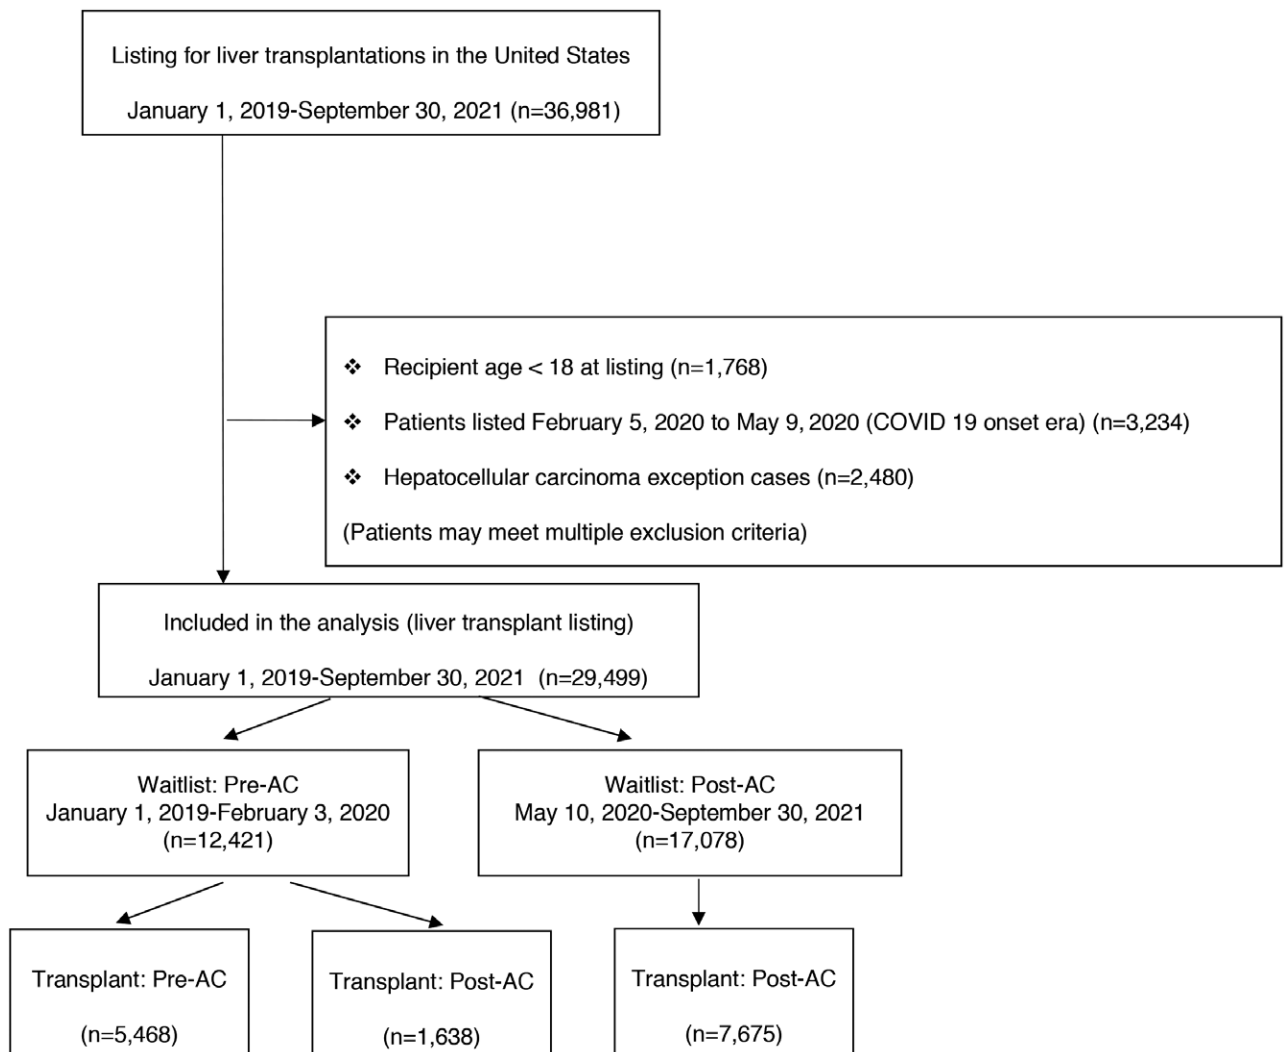 Listing for liver transplantations in the United States
January 1, 2019-September 30, 2021 (n=36,981)
❖ Recipient age < 18 at listing (n=1,768)
❖ Patients listed February 5, 2020 to May 9, 2020 (COVID 19 onset era) (n=3,234)
❖ Hepatocellular carcinoma exception cases (n=2,480)
(Patients may meet multiple exclusion criteria)
Included in the analysis (liver transplant listing)
January 1, 2019-September 30, 2021 (n=29,499)
Waitlist: Pre-AC
January 1, 2019-February 3, 2020
(n=12,421)
Waitlist: Post-AC
May 10, 2020-September 30, 2021
(n=17,078)
Transplant: Pre-AC
(n=5,468)
Transplant: Post-AC
(n=1,638)
Transplant: Post-AC
(n=7,675)